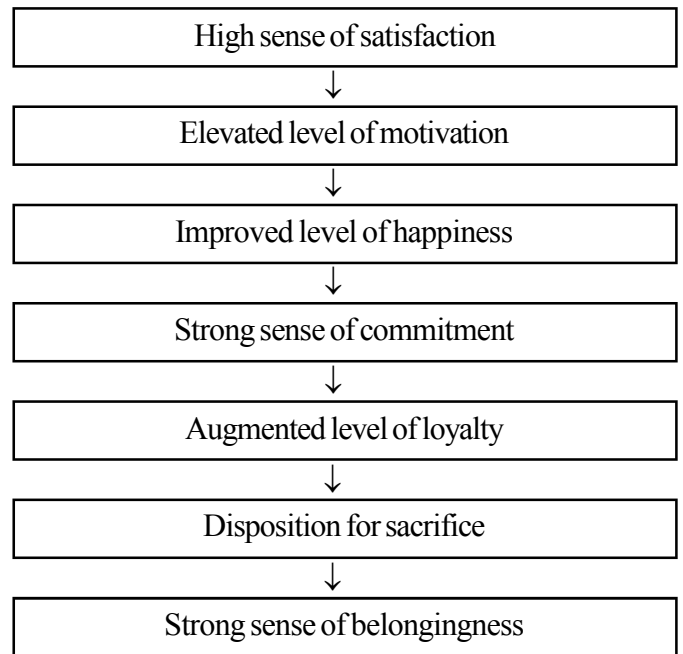 High sense of satisfaction
↓
Elevated level of motivation
↓
Improved level of happiness
↓
Strong sense of commitment
↓
Augmented level of loyalty
↓
Disposition for sacrifice
↓
Strong sense of belongingness